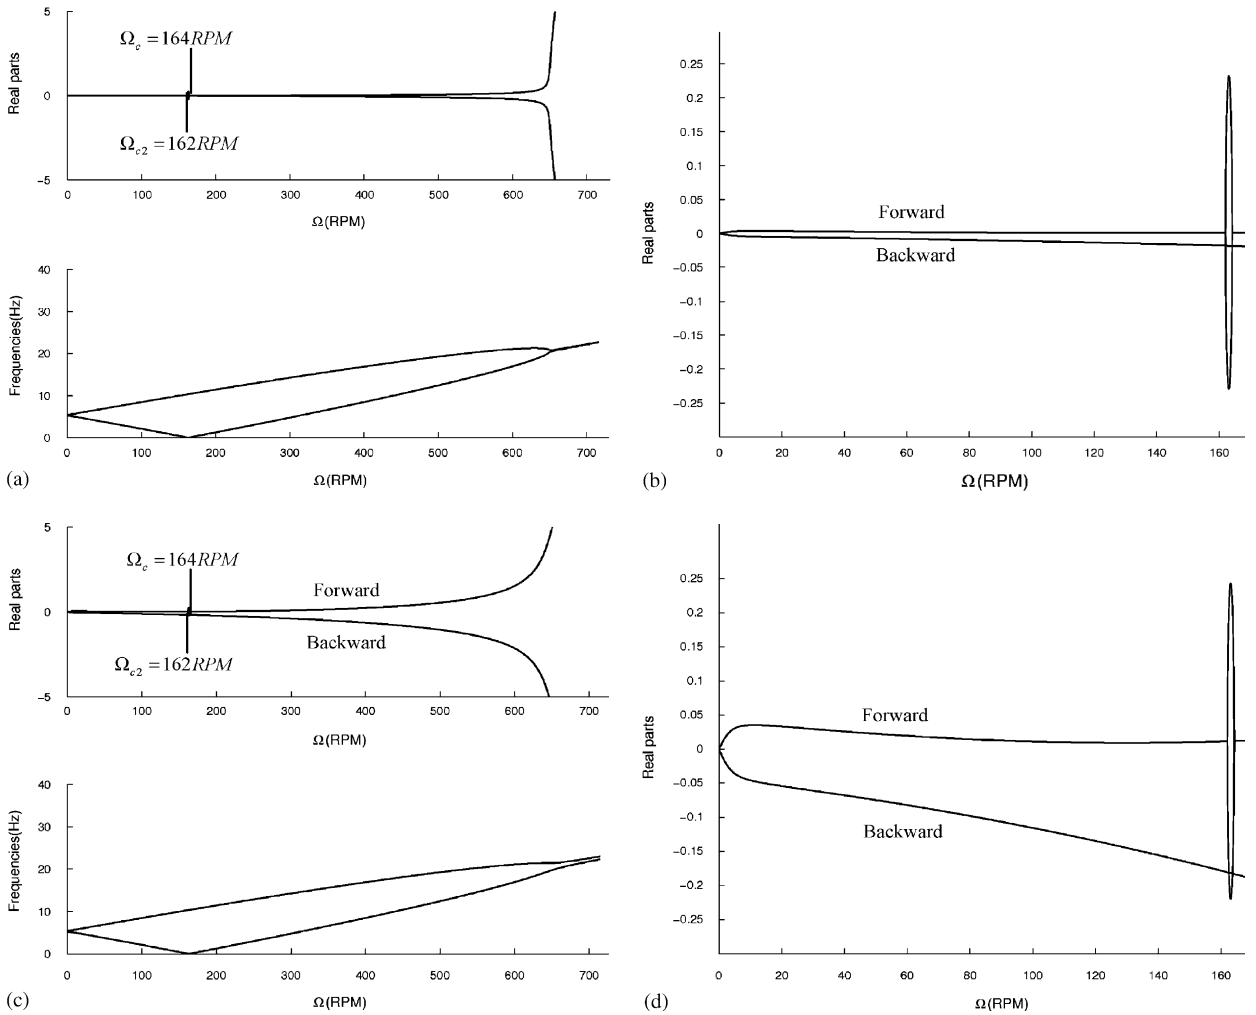 5
Ω_c = 164RPM
Real parts
0
Ω_c2 = 162RPM
-5
0 100 200 300 400 500 600 700
Ω(RPM)
40
30
Frequencies(Hz)
20
10
0
0 100 200 300 400 500 600 700
Ω(RPM)
(a)
0.25
0.2
0.15
0.1
0.05
Forward
Real parts
0
Backward
-0.05
-0.1
-0.15
-0.2
-0.25
0 20 40 60 80 100 120 140 160
Ω(RPM)
(b)
5
Ω_c = 164RPM
Forward
Real parts
0
Backward
Ω_c2 = 162RPM
-5
0 100 200 300 400 500 600 700
Ω(RPM)
40
30
Frequencies(Hz)
20
10
0
0 100 200 300 400 500 600 700
Ω(RPM)
(c)
0.25
0.2
0.15
0.1
0.05
Forward
Real parts
0
-0.05
-0.1
Backward
-0.15
-0.2
-0.25
0 20 40 60 80 100 120 140 160
Ω(RPM)
(d)